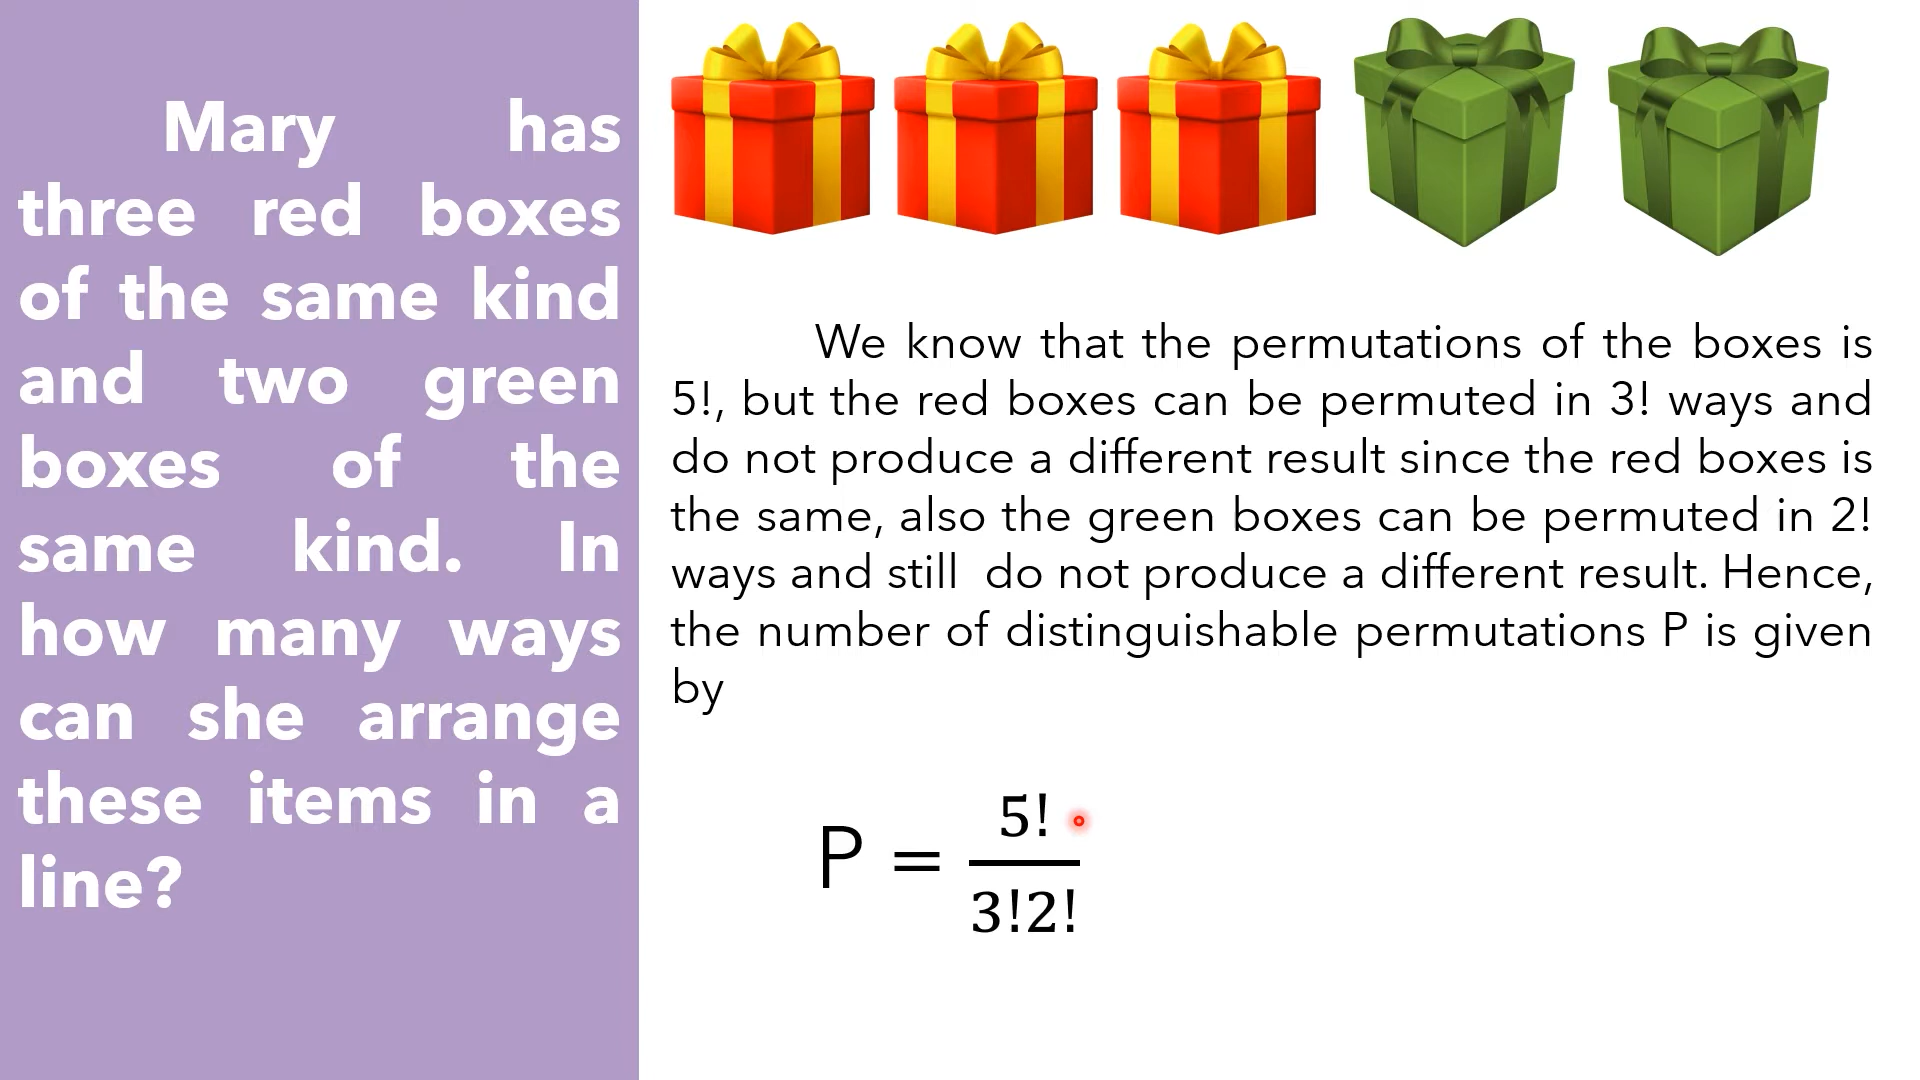 Mary has
three red boxes
of the same kind
and two green
boxes of the
same kind. In
how many ways
can she arrange
these items in a
line?
We know that the permutations of the boxes is
5!, but the red boxes can be permuted in 3! ways and
do not produce a different result since the red boxes is
the same, also the green boxes can be permuted in 2!
ways and still do not produce a different result. Hence,
the number of distinguishable permutations P is given
by
P = 5!
3!2!